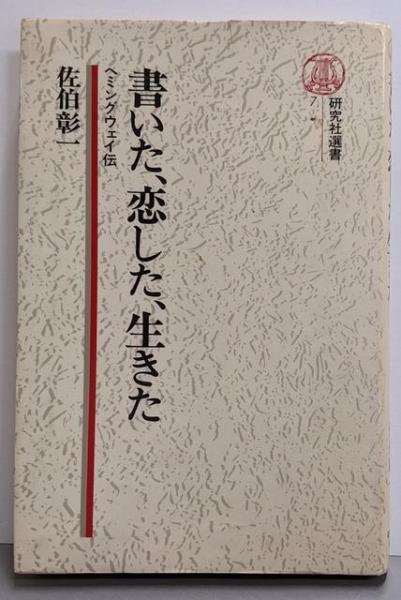 研究社選書
7
書いた、恋した、生きた
ヘミングウェイ伝
佐伯彰一